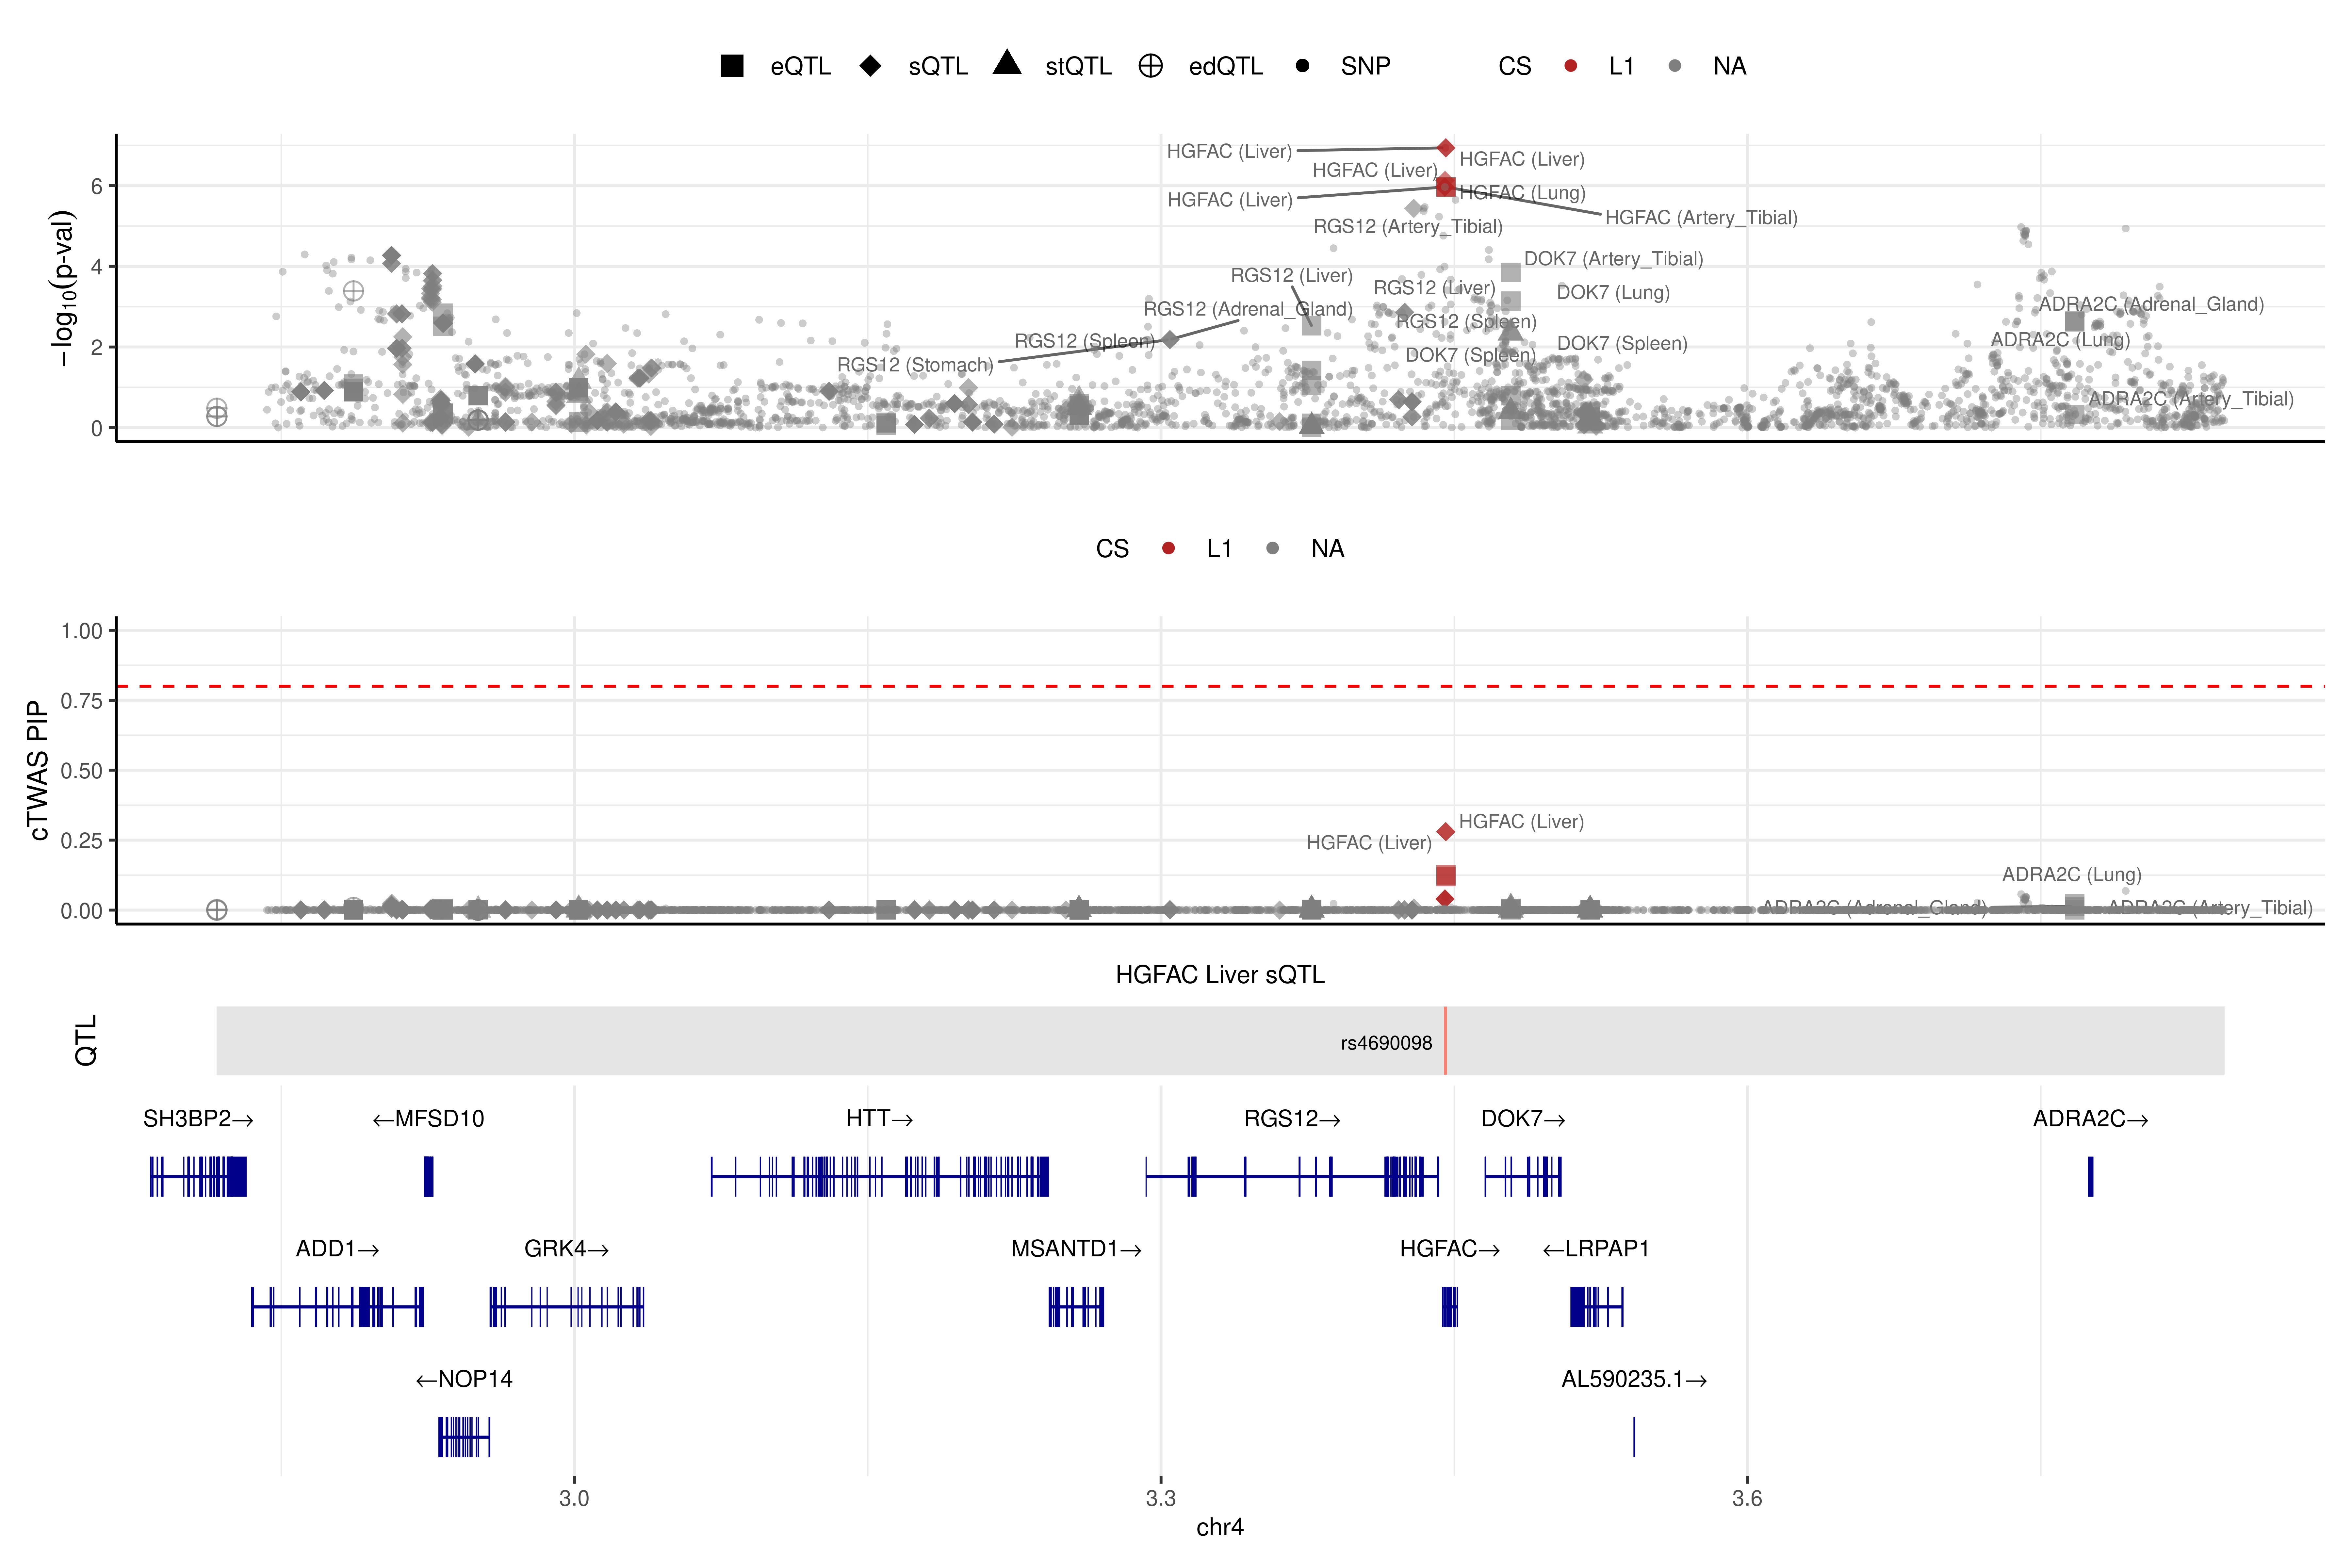 eQTL sQTL stQTL edQTL SNP CS L1 NA
−log10(p-val)
6
4
2
0
HGFAC (Liver)
HGFAC (Liver)
HGFAC (Liver)
HGFAC (Liver)
HGFAC (Lung)
HGFAC (Artery_Tibial)
RGS12 (Artery_Tibial)
DOK7 (Artery_Tibial)
RGS12 (Liver)
RGS12 (Liver)
DOK7 (Lung)
RGS12 (Adrenal_Gland)
ADRA2C (Adrenal_Gland)
RGS12 (Spleen)
RGS12 (Spleen)
ADRA2C (Lung)
DOK7 (Spleen)
DOK7 (Spleen)
RGS12 (Stomach)
ADRA2C (Artery_Tibial)
CS L1 NA
cTWAS PIP
1.00
0.75
0.50
0.25
0.00
HGFAC (Liver)
HGFAC (Liver)
ADRA2C (Lung)
ADRA2C (Adrenal_Gland)
ADRA2C (Artery_Tibial)
HGFAC Liver sQTL
QTL
rs4690098
SH3BP2→ ←MFSD10 HTT→ RGS12→ DOK7→ ADRA2C→
ADD1→ GRK4→ MSANTD1→ HGFAC→ ←LRPAP1
←NOP14 AL590235.1→
3.0 3.3 3.6
chr4